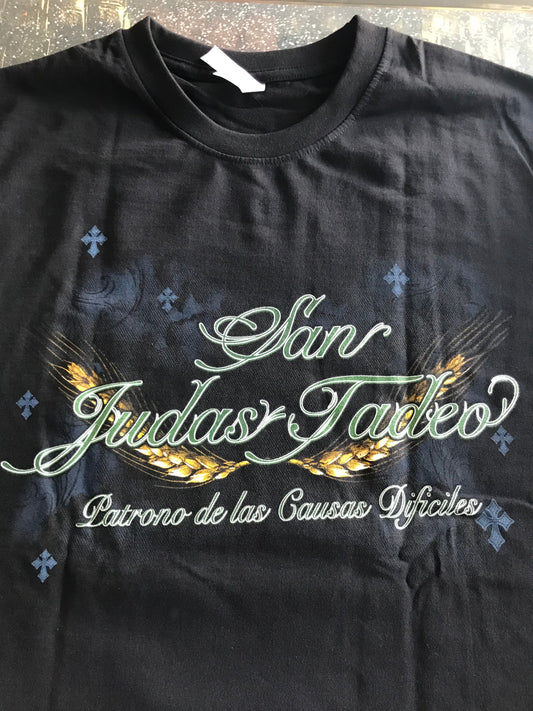 San
Judas Tadeo
Patrono de las Causas Dificiles